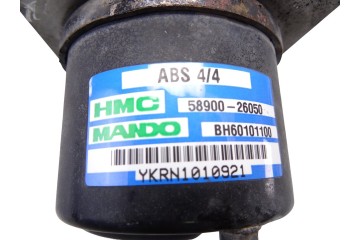 ABS 4/4
HMC 58900-26050
MANDO BH60101100
YKRN1010921